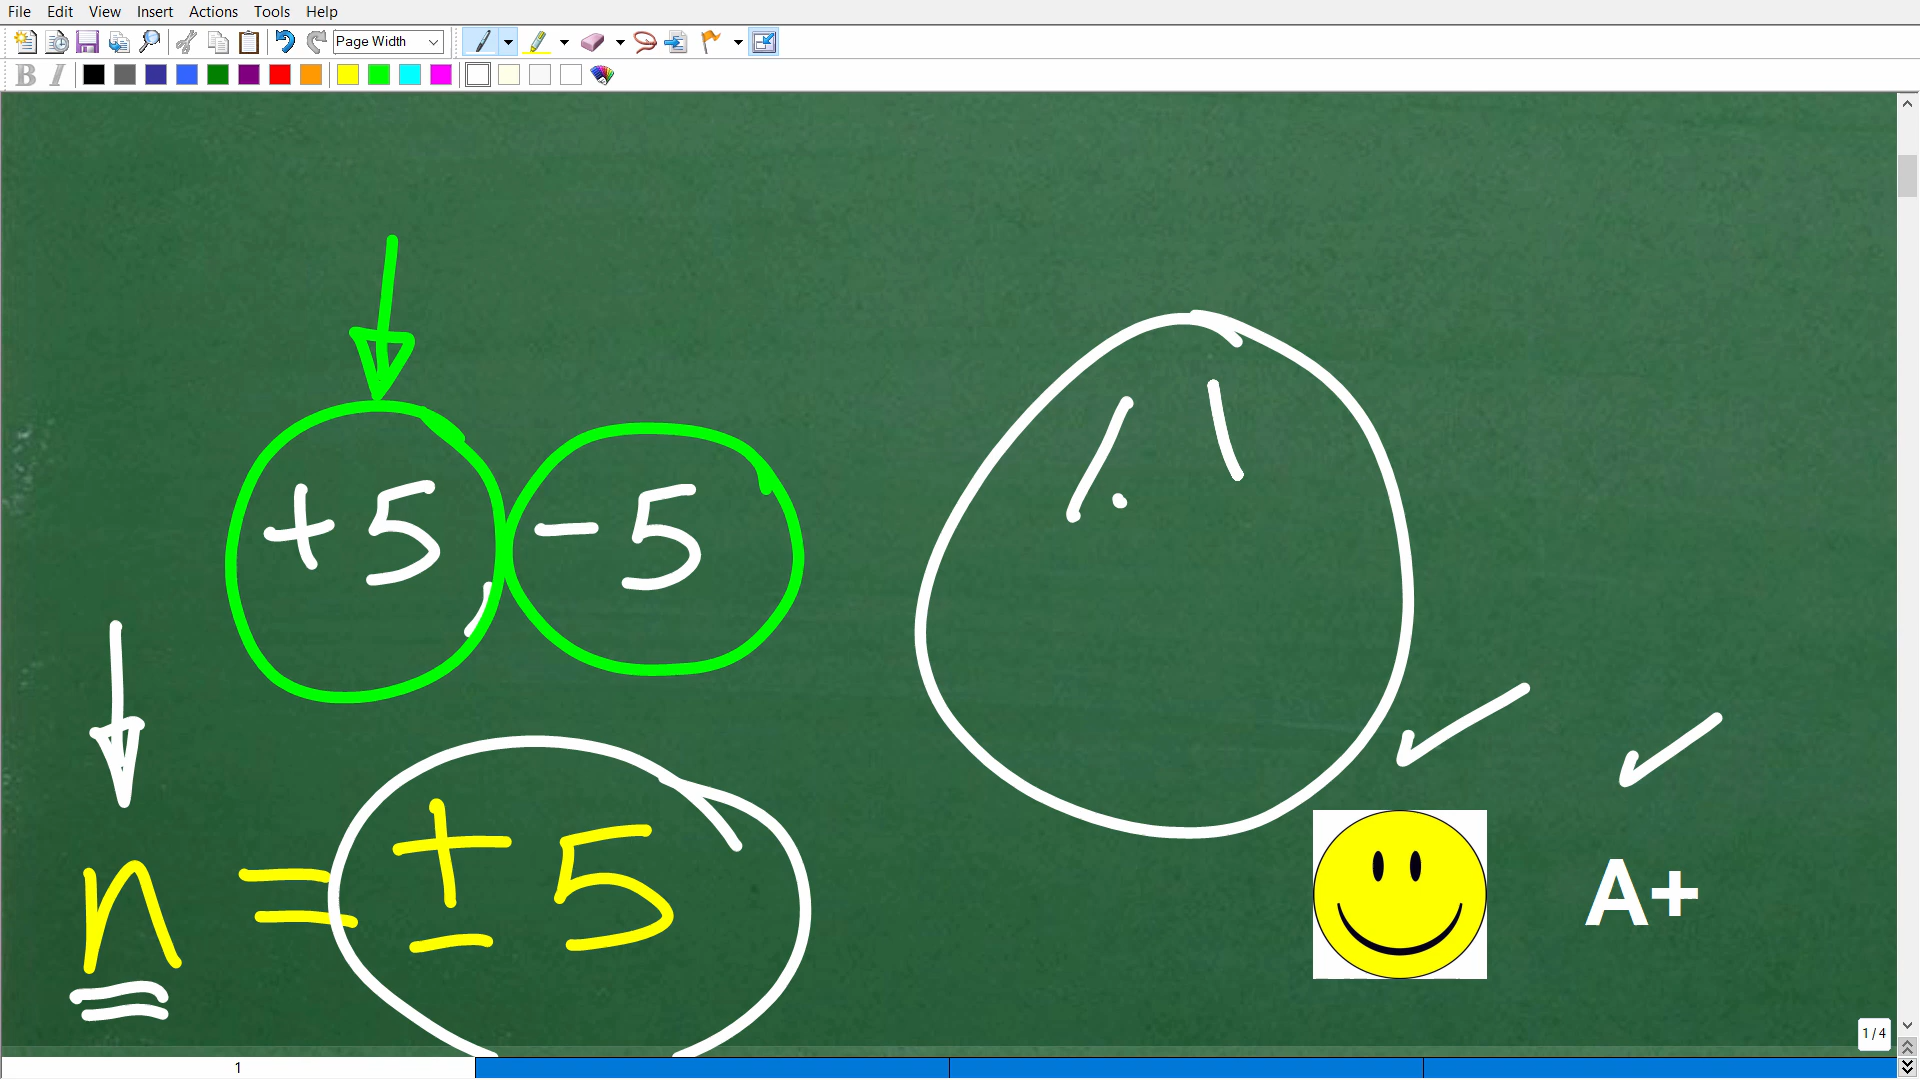 File Edit View Insert Actions Tools Help
Page Width
B I
+5, -5
n = ±5
A+
1 / 4
1